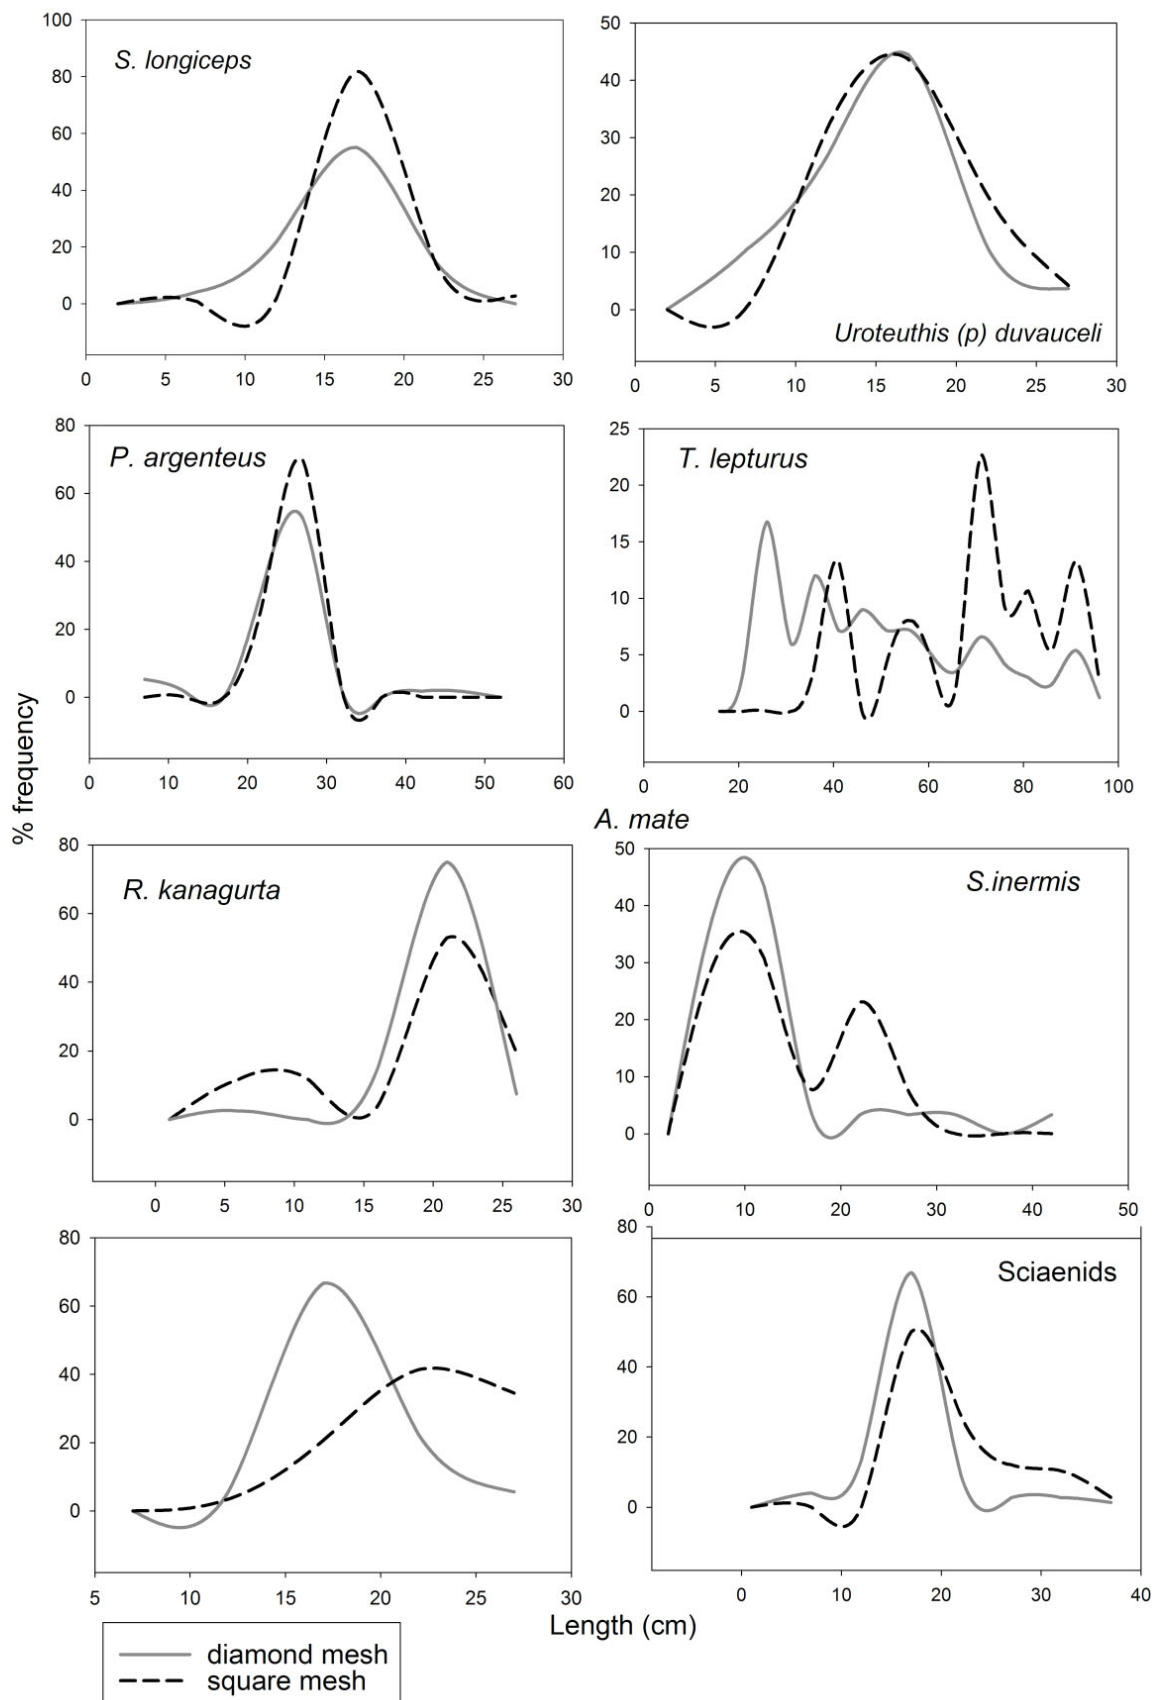 100
80
60
40
20
0
S. longiceps
0 5 10 15 20 25 30
50
40
30
20
10
0
Uroteuthis (p) duvauceli
0 5 10 15 20 25 30
80
60
40
20
0
P. argenteus
0 10 20 30 40 50 60
25
20
15
10
5
0
T. lepturus
0 20 40 60 80 100
% frequency
A. mate
80
60
40
20
0
R. kanagurta
0 5 10 15 20 25 30
50
40
30
20
10
0
S.inermis
0 10 20 30 40 50
80
60
40
20
0
5 10 15 20 25 30
80
60
40
20
0
Sciaenids
0 10 20 30 40
Length (cm)
diamond mesh
square mesh